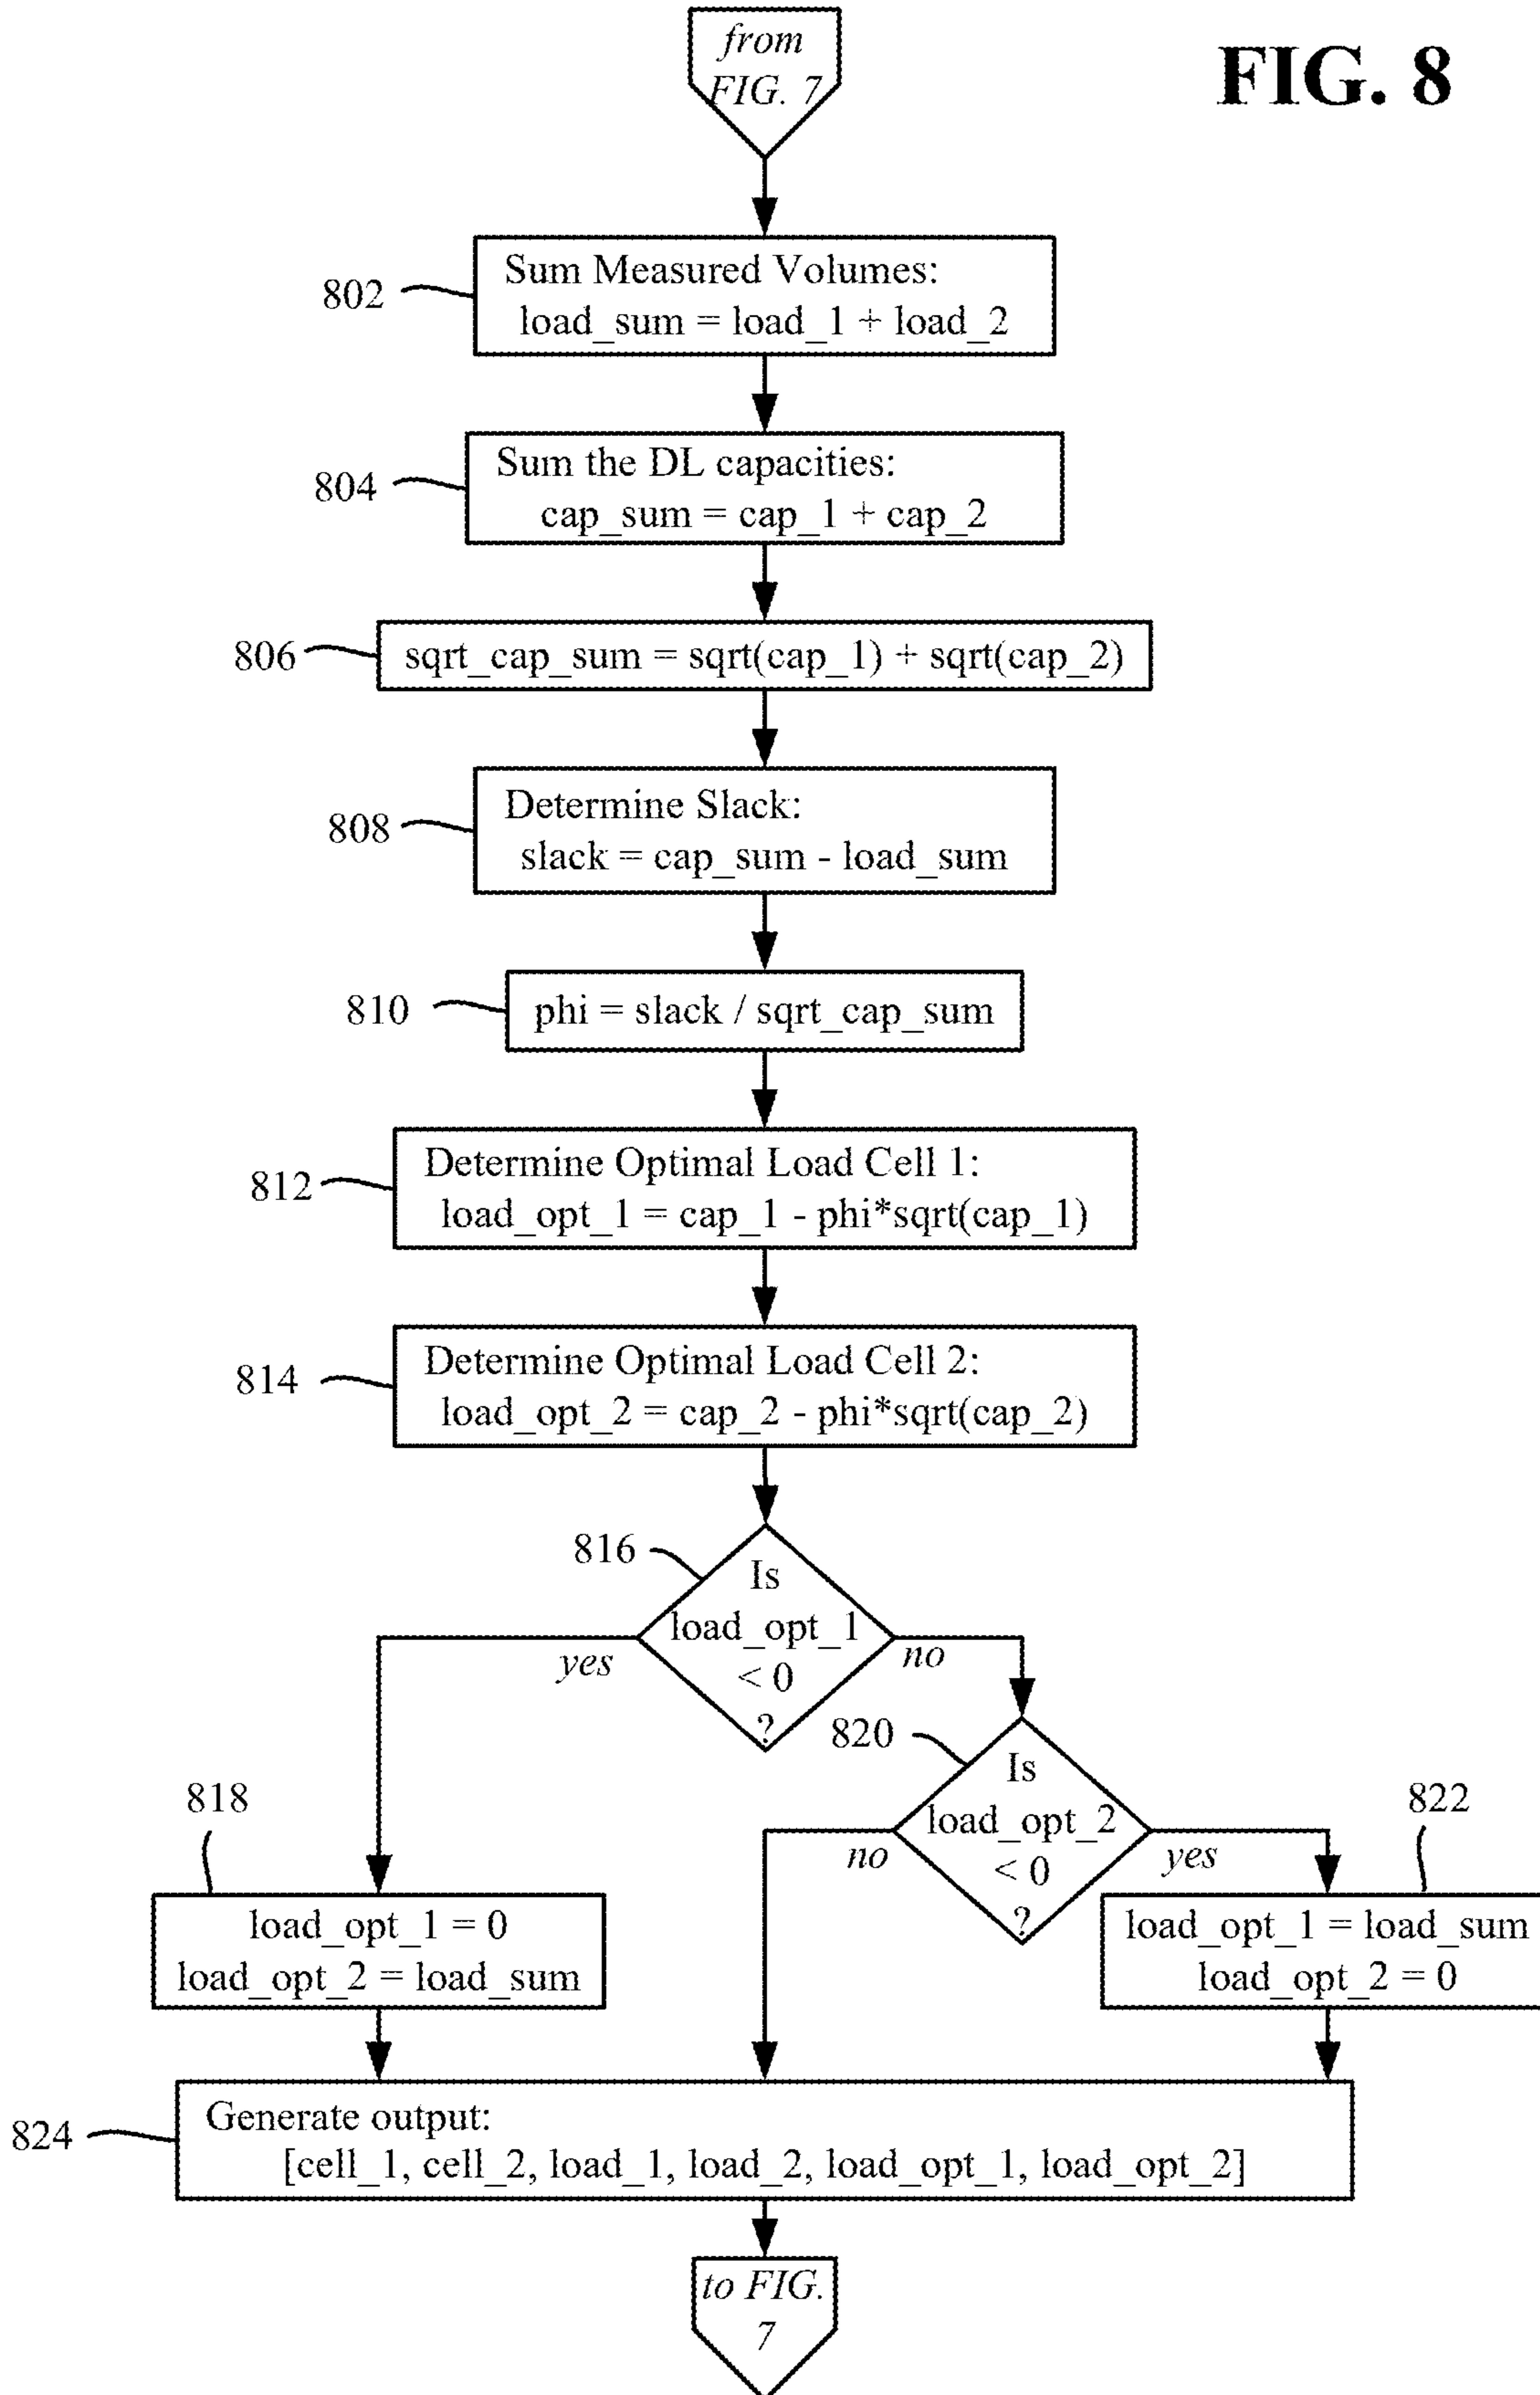 from
FIG. 7
FIG. 8
802
Sum Measured Volumes:
load_sum = load_1 + load_2
804
Sum the DL capacities:
cap_sum = cap_1 + cap_2
806
sqrt_cap_sum = sqrt(cap_1) + sqrt(cap_2)
808
Determine Slack:
slack = cap_sum - load_sum
810
phi = slack / sqrt_cap_sum
812
Determine Optimal Load Cell 1:
load_opt_1 = cap_1 - phi*sqrt(cap_1)
814
Determine Optimal Load Cell 2:
load_opt_2 = cap_2 - phi*sqrt(cap_2)
816
Is
load_opt_1
< 0
?
yes
no
820
Is
load_opt_2
< 0
?
no
yes
818
load_opt_1 = 0
load_opt_2 = load_sum
822
load_opt_1 = load_sum
load_opt_2 = 0
824
Generate output:
[cell_1, cell_2, load_1, load_2, load_opt_1, load_opt_2]
to FIG.
7